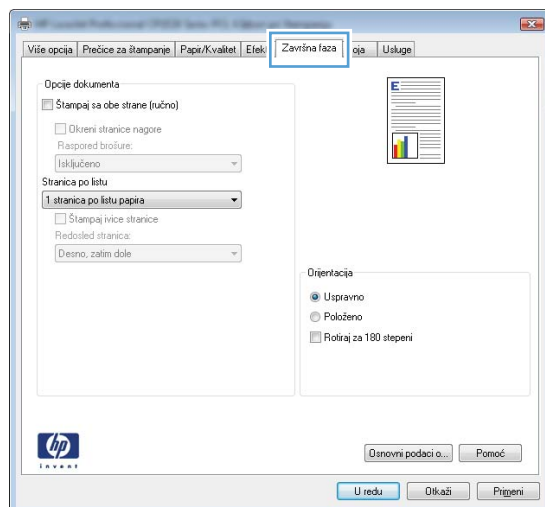 Više opcija Prečice za štampanje Papir/Kvalitet Efek Završna faza oja Usluge
Opcije dokumenta
Štampaj sa obe strane (ručno)
Okreni stranice nagore
Raspored brošure:
Isključeno
Stranica po listu
1 stranica po listu papira
Štampaj ivice stranice
Redosled stranica:
Desno, zatim dole
E
Orijentacija
Uspravno
Položeno
Rotiraj za 180 stepeni
hp
invent
Osnovni podaci o... Pomoć
U redu Otkaži Primeni